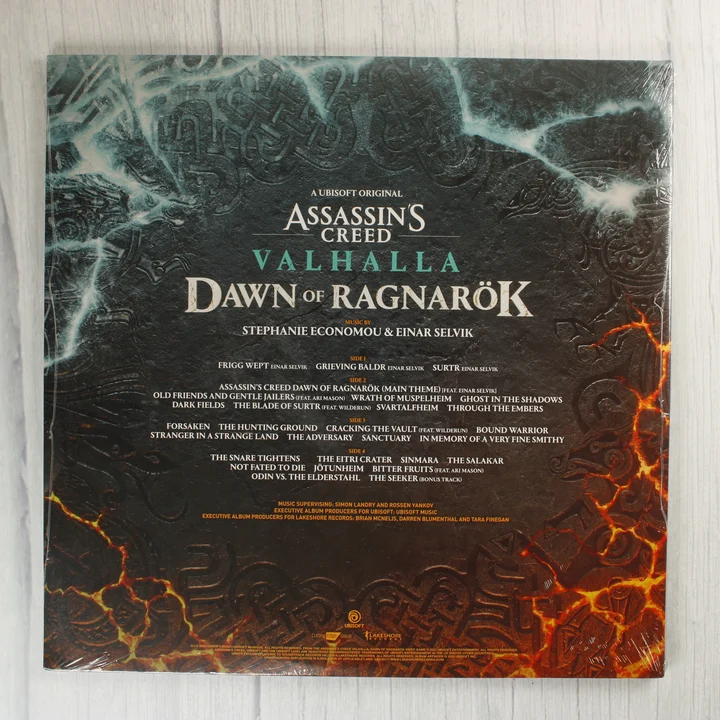 A UBISOFT ORIGINAL
ASSASSIN'S
CREED
VALHALLA
DAWN OF RAGNARÖK
MUSIC BY
STEPHANIE ECONOMOU & EINAR SELVIK
SIDE 1
FRIGG WEPT EINAR SELVIK GRIEVING BALDR EINAR SELVIK SURTR EINAR SELVIK
SIDE 2
ASSASSIN'S CREED DAWN OF RAGNARÖK (MAIN THEME) (FEAT. EINAR SELVIK)
OLD FRIENDS AND GENTLE JAILERS (FEAT. ARI MASON) WRATH OF MUSPELHEIM GHOST IN THE SHADOWS
DARK FIELDS THE BLADE OF SURTR (FEAT. WILDERUN) SVARTALFHEIM THROUGH THE EMBERS
SIDE 3
FORSAKEN THE HUNTING GROUND CRACKING THE VAULT (FEAT. WILDERUN) BOUND WARRIOR
STRANGER IN A STRANGE LAND THE ADVERSARY SANCTUARY IN MEMORY OF A VERY FINE SMITHY
SIDE 4
THE SNARE TIGHTENS THE EITRI CRATER SINMARA THE SALAKAR
NOT FATED TO DIE JÖTUNHEIM BITTER FRUITS (FEAT. ARI MASON)
ODIN VS. THE ELDERSTAHL THE SEEKER (BONUS TRACK)
MUSIC SUPERVISING: SIMON LANDRY AND ROSSEN YANKOV
EXECUTIVE ALBUM PRODUCERS FOR UBISOFT: UBISOFT MUSIC
EXECUTIVE ALBUM PRODUCERS FOR LAKESHORE RECORDS: BRIAN MCNELIS, DARREN BLUMENTHAL AND TARA FINEGAN
UBISOFT
LAKESHORE